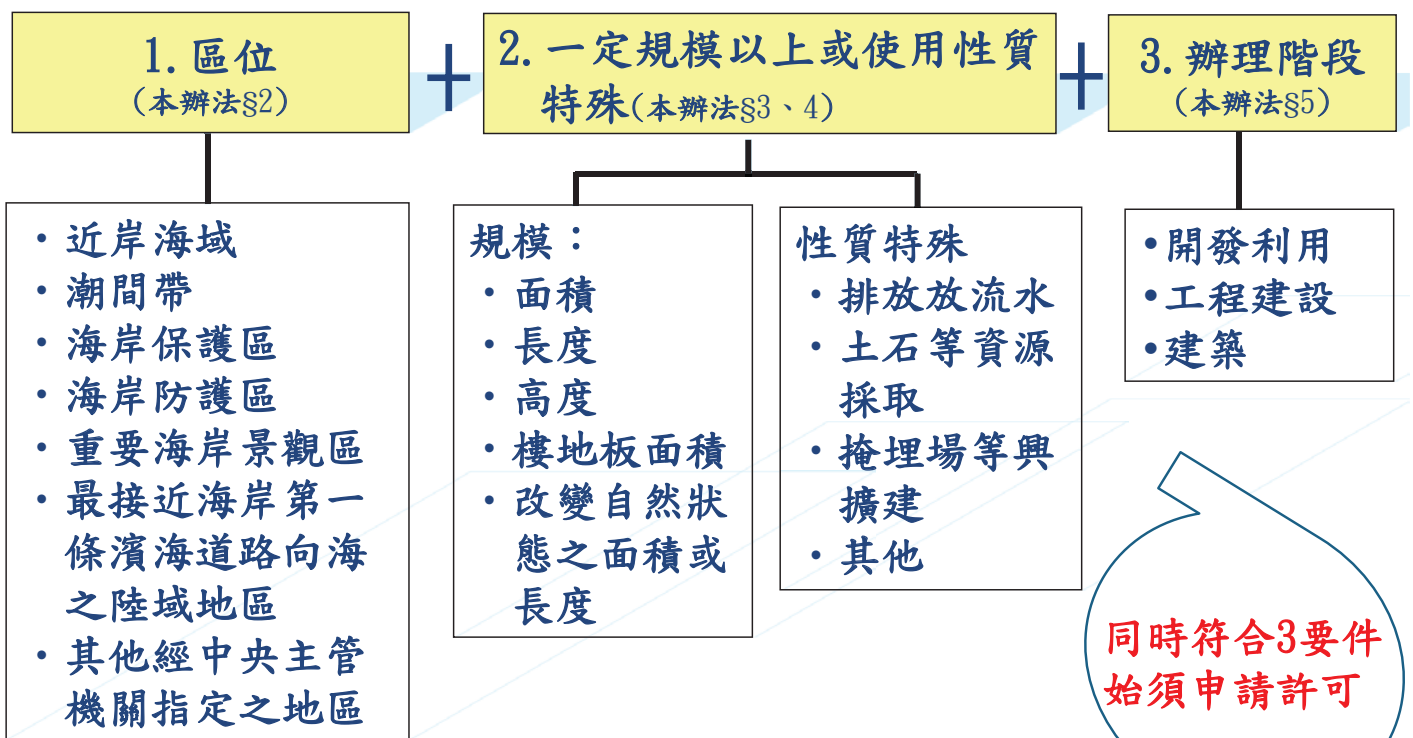 1. 區位
(本辦法§2)
+
2. 一定規模以上或使用性質
特殊(本辦法§3、4)
+
3. 辦理階段
(本辦法§5)
・近岸海域
・潮間帶
・海岸保護區
・海岸防護區
・重要海岸景觀區
・最接近海岸第一
條濱海道路向海
之陸域地區
・其他經中央主管
機關指定之地區
規模：
・面積
・長度
・高度
・樓地板面積
・改變自然狀
態之面積或
長度
性質特殊
・排放放流水
・土石等資源
採取
・掩埋場等興
擴建
・其他
•開發利用
•工程建設
•建築
同時符合3要件
始須申請許可